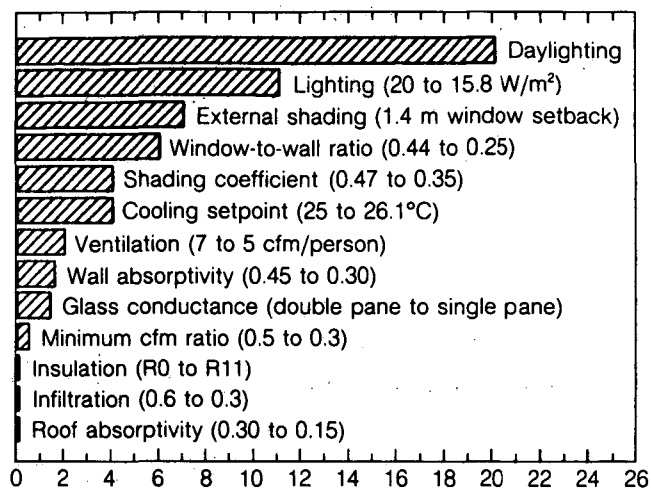 Daylighting
Lighting (20 to 15.8 W/m²)
External shading (1.4 m window setback)
Window-to-wall ratio (0.44 to 0.25)
Shading coefficient (0.47 to 0.35)
Cooling setpoint (25 to 26.1°C)
Ventilation (7 to 5 cfm/person)
Wall absorptivity (0.45 to 0.30)
Glass conductance (double pane to single pane)
Minimum cfm ratio (0.5 to 0.3)
Insulation (R0 to R11)
Infiltration (0.6 to 0.3)
Roof absorptivity (0.30 to 0.15)
0 2 4 6 8 10 12 14 16 18 20 22 24 26